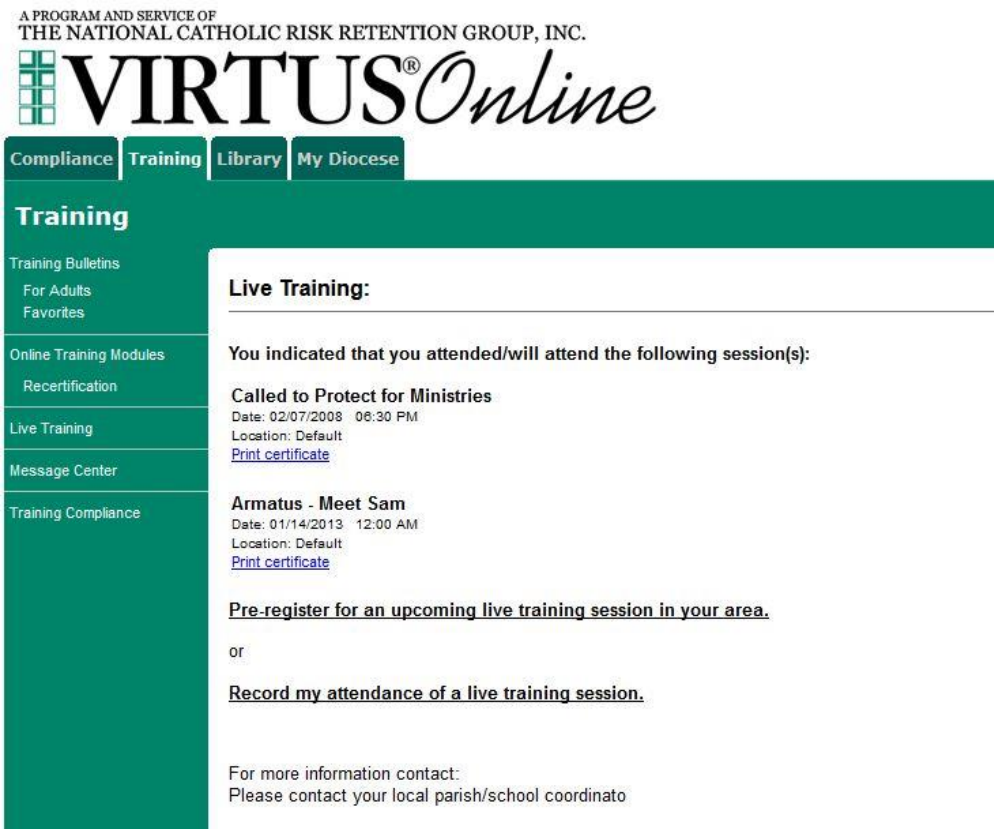 A PROGRAM AND SERVICE OF
THE NATIONAL CATHOLIC RISK RETENTION GROUP, INC.
VIRTUS® Online
Compliance Training Library My Diocese
Training
Training Bulletins
For Adults
Favorites
Online Training Modules
Recertification
Live Training
Message Center
Training Compliance
Live Training:
You indicated that you attended/will attend the following session(s):
Called to Protect for Ministries
Date: 02/07/2008 06:30 PM
Location: Default
Print certificate
Armatus - Meet Sam
Date: 01/14/2013 12:00 AM
Location: Default
Print certificate
Pre-register for an upcoming live training session in your area.
or
Record my attendance of a live training session.
For more information contact:
Please contact your local parish/school coordinato